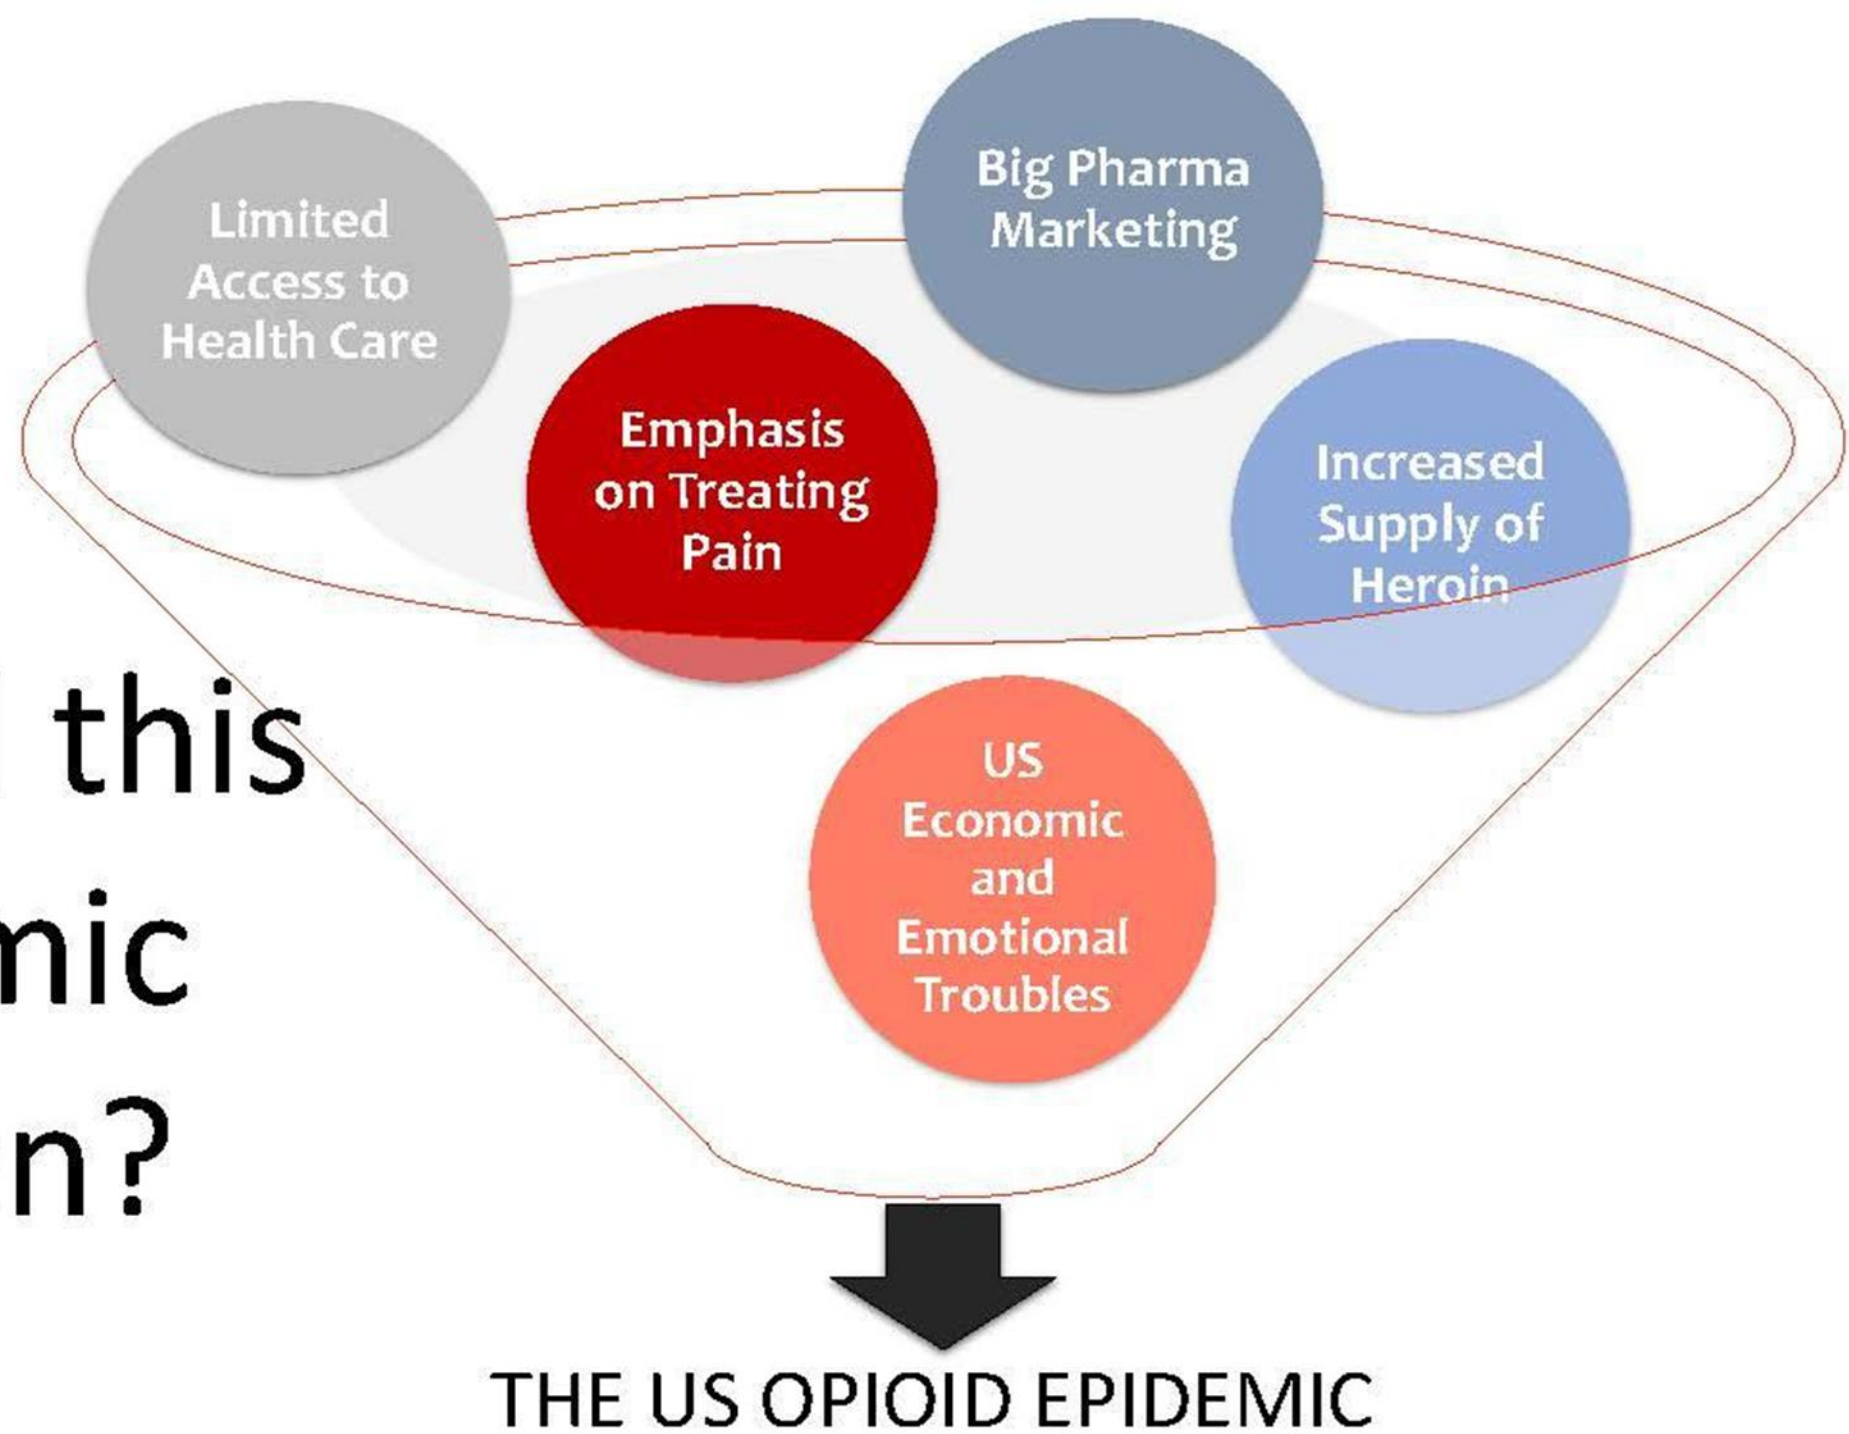 Big Pharma
Marketing
Limited
Access to
Health Care
Emphasis
on Treating
Pain
Increased
Supply of
Heroin
US
Economic
and
Emotional
Troubles
this
mic
n?
THE US OPIOID EPIDEMIC